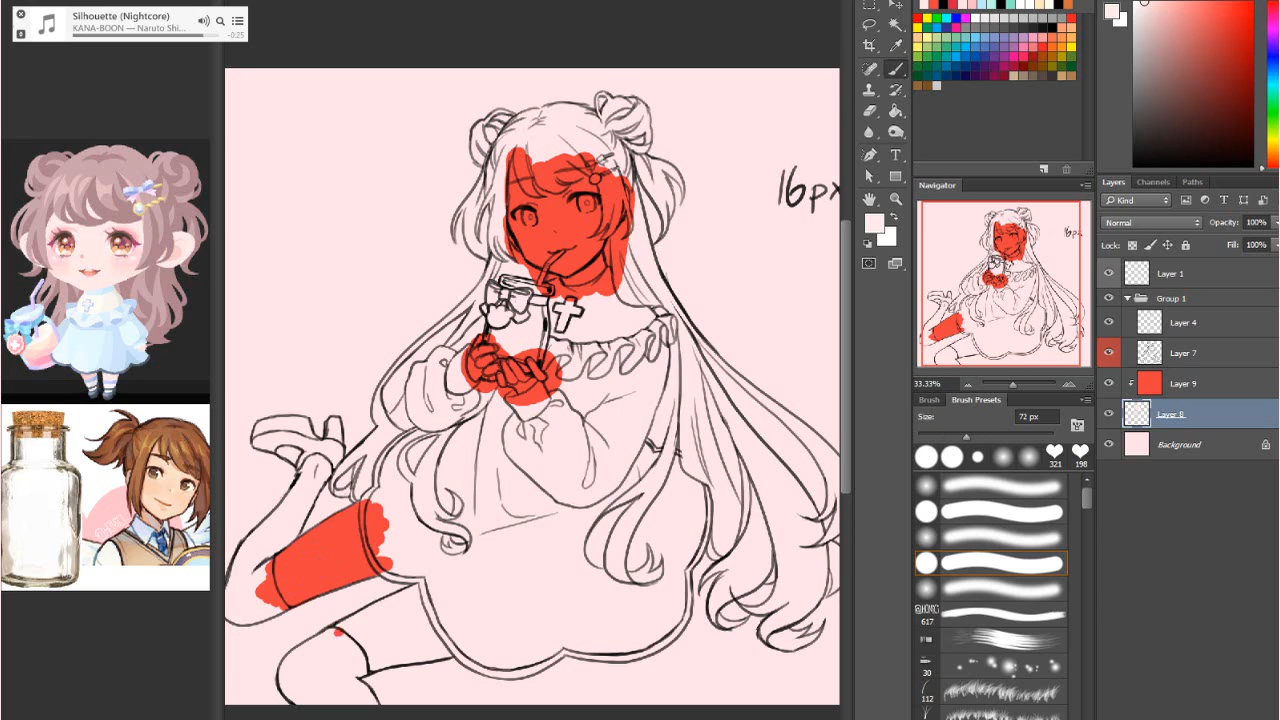 Silhouette (Nightcore)
KANA-BOON — Naruto Shi...
-0:25
16px
Navigator
33.33%
Brush
Brush Presets
Size:
72 px
321
198
617
30
112
Layers
Channels
Paths
Kind
Normal
Opacity:
100%
Lock:
Fill:
100%
Layer 1
Group 1
Layer 4
Layer 7
Layer 9
Layer 8
Background